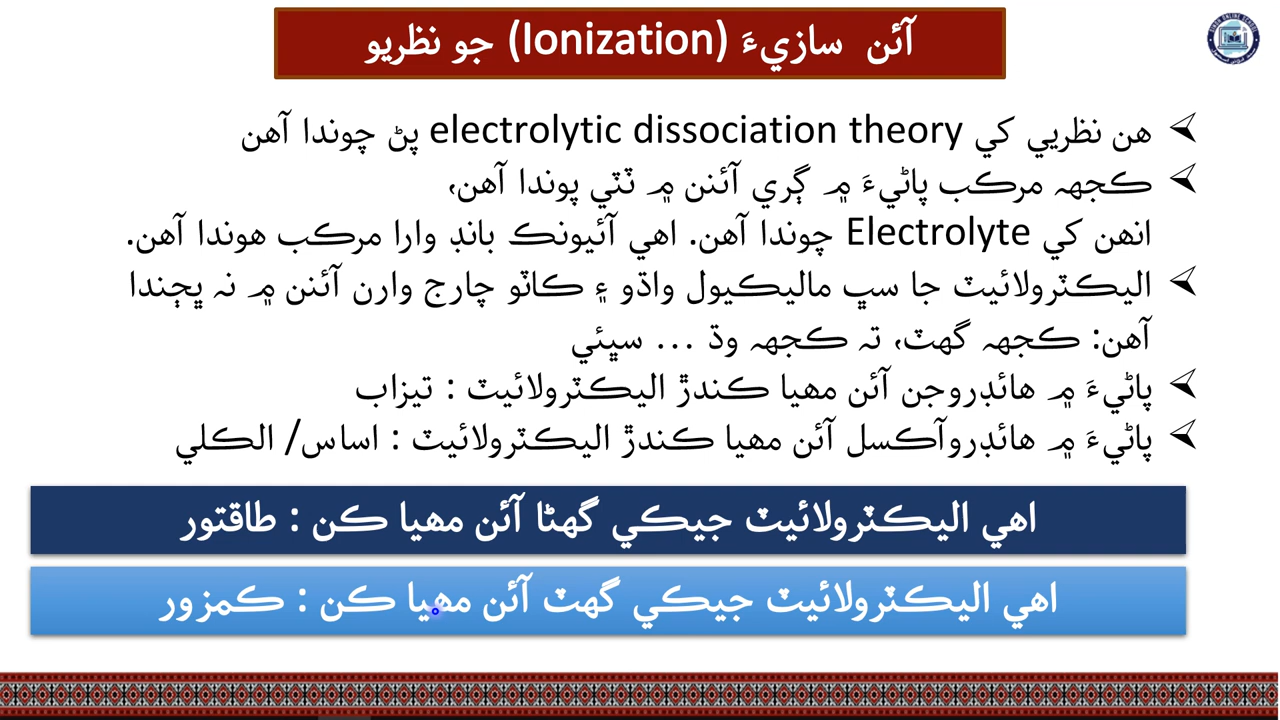 آئن سازيءَ (Ionization) جو نظريو
هن نظريي کي electrolytic dissociation theory پڻ چوندا آهن
ڪجهہ مرڪب پاڻيءَ ۾ ڳري آئنن ۾ ٽٽي پوندا آهن،
انهن کي Electrolyte چوندا آهن. اهي آئيونڪ بانڊ وارا مرڪب هوندا آهن.
اليڪٽرولائيٽ جا سڀ ماليڪيول واڌو ۽ ڪاٽو چارج وارن آئنن ۾ نہ ڀڄندا
آهن: ڪجهہ گهٽ، تہ ڪجهہ وڌ ... سڀئي
پاڻيءَ ۾ هائڊروجن آئن مهيا ڪندڙ اليڪٽرولائيٽ : تيزاب
پاڻيءَ ۾ هائڊروآڪسل آئن مهيا ڪندڙ اليڪٽرولائيٽ : اساس/ الڪلي
اهي اليڪٽرولائيٽ جيڪي گهڻا آئن مهيا ڪن : طاقتور
اهي اليڪٽرولائيٽ جيڪي گهٽ آئن مهيا ڪن : ڪمزور